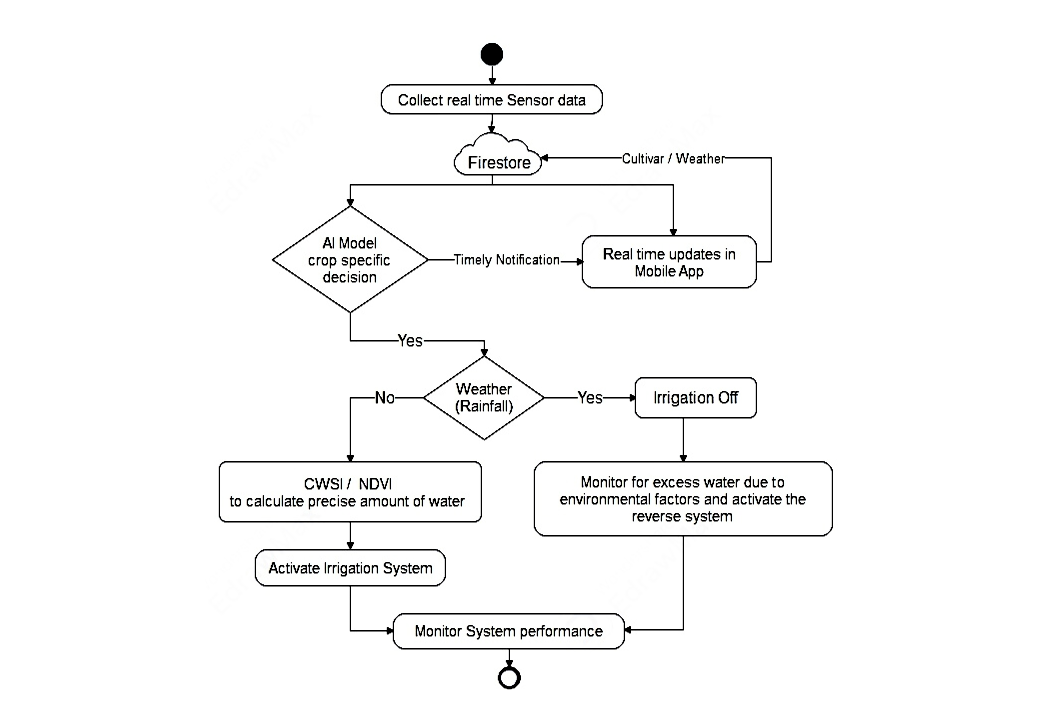 Collect real time Sensor data
Firestore
Cultivar / Weather
AI Model
crop specific
decision
Timely Notification
Real time updates in
Mobile App
Yes
Weather
(Rainfall)
No
Yes
Irrigation Off
CWSI / NDVI
to calculate precise amount of water
Monitor for excess water due to
environmental factors and activate the
reverse system
Activate Irrigation System
Monitor System performance